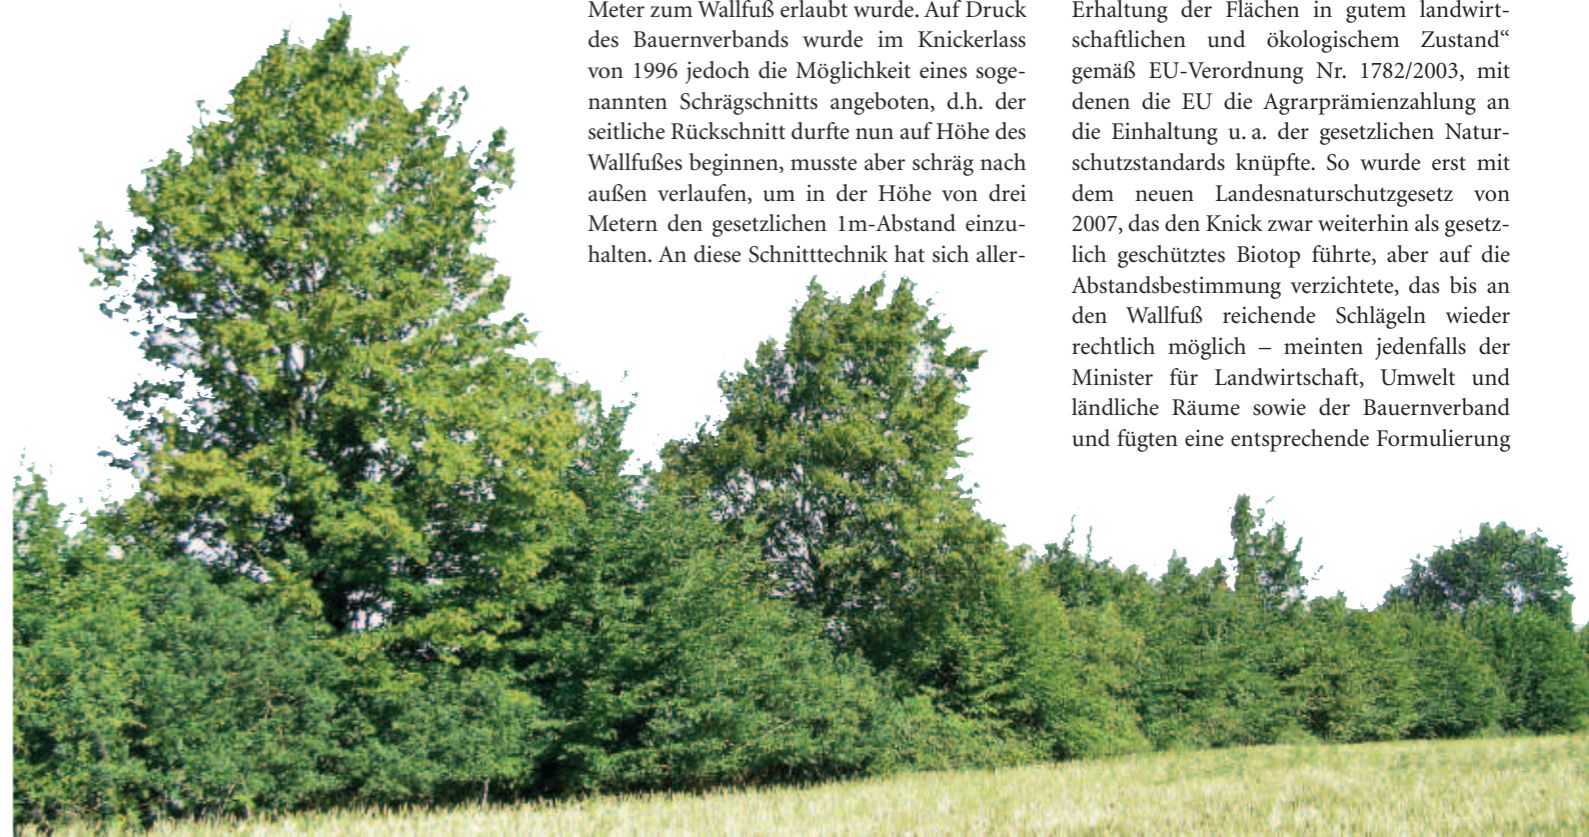 Meter zum Wallfuß erlaubt wurde. Auf Druck
des Bauernverbands wurde im Knickerlass
von 1996 jedoch die Möglichkeit eines soge-
nannten Schrägschnitts angeboten, d.h. der
seitliche Rückschnitt durfte nun auf Höhe des
Wallfußes beginnen, musste aber schräg nach
außen verlaufen, um in der Höhe von drei
Metern den gesetzlichen 1m-Abstand einzu-
halten. An diese Schnitttechnik hat sich aller-
Erhaltung der Flächen in gutem landwirt-
schaftlichen und ökologischem Zustand“
gemäß EU-Verordnung Nr. 1782/2003, mit
denen die EU die Agrarprämienzahlung an
die Einhaltung u. a. der gesetzlichen Natur-
schutzstandards knüpfte. So wurde erst mit
dem neuen Landesnaturschutzgesetz von
2007, das den Knick zwar weiterhin als gesetz-
lich geschütztes Biotop führte, aber auf die
Abstandsbestimmung verzichtete, das bis an
den Wallfuß reichende Schlägeln wieder
rechtlich möglich – meinten jedenfalls der
Minister für Landwirtschaft, Umwelt und
ländliche Räume sowie der Bauernverband
und fügten eine entsprechende Formulierung